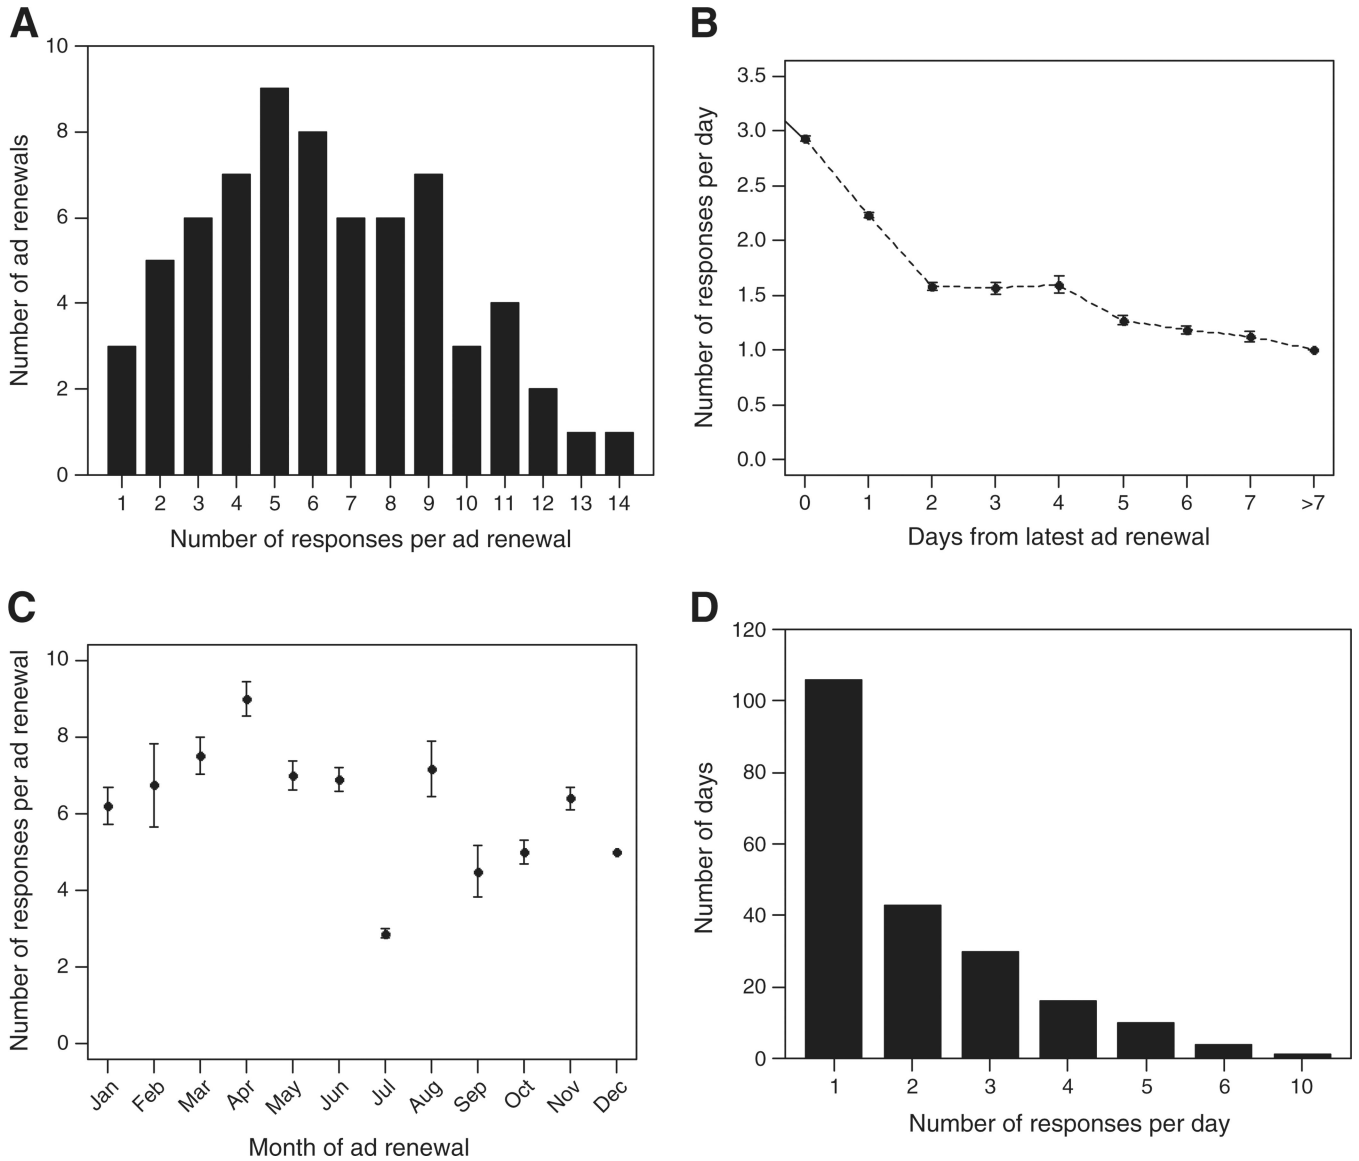 A
10
8
6
4
2
0
Number of ad renewals
1 2 3 4 5 6 7 8 9 10 11 12 13 14
Number of responses per ad renewal
B
3.5
3.0
2.5
2.0
1.5
1.0
0.5
0.0
Number of responses per day
0 1 2 3 4 5 6 7 >7
Days from latest ad renewal
C
10
8
6
4
2
0
Number of responses per ad renewal
Jan Feb Mar Apr May Jun Jul Aug Sep Oct Nov Dec
Month of ad renewal
D
120
100
80
60
40
20
0
Number of days
1 2 3 4 5 6 10
Number of responses per day